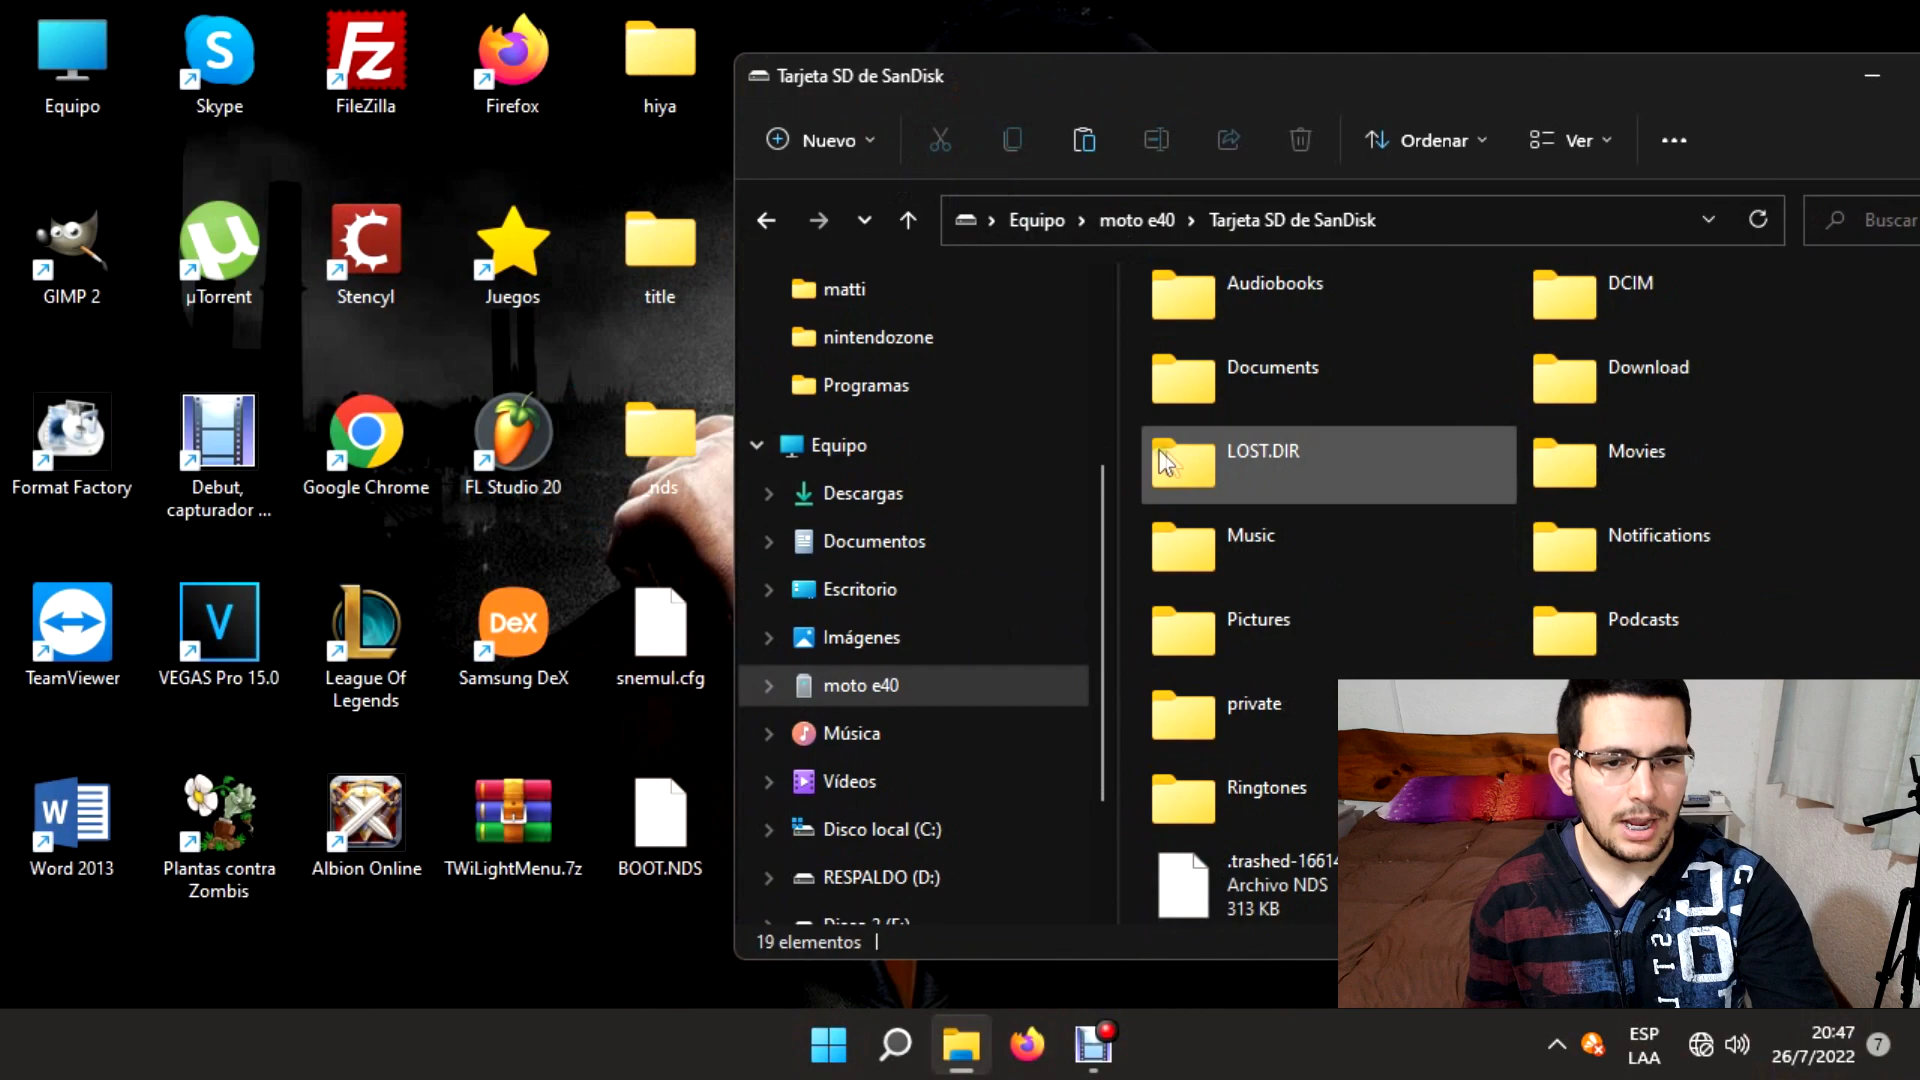 Equipo
Skype
FileZilla
Firefox
hiya
GIMP 2
µTorrent
Stencyl
Juegos
title
Format Factory
Debut,
capturador ...
Google Chrome
FL Studio 20
nds
TeamViewer
VEGAS Pro 15.0
League Of
Legends
DeX
Samsung DeX
snemul.cfg
Word 2013
Plantas contra
Zombis
Albion Online
TWiLightMenu.7z
BOOT.NDS
Tarjeta SD de SanDisk
Nuevo
Ordenar
Ver
Equipo
moto e40
Tarjeta SD de SanDisk
Buscar
matti
nintendozone
Programas
Equipo
Descargas
Documentos
Escritorio
Imágenes
moto e40
Música
Vídeos
Disco local (C:)
RESPALDO (D:)
Audiobooks
DCIM
Documents
Download
LOST.DIR
Movies
Music
Notifications
Pictures
Podcasts
private
Ringtones
.trashed-16614
Archivo NDS
313 KB
19 elementos
ESP
LAA
20:47
26/7/2022
7